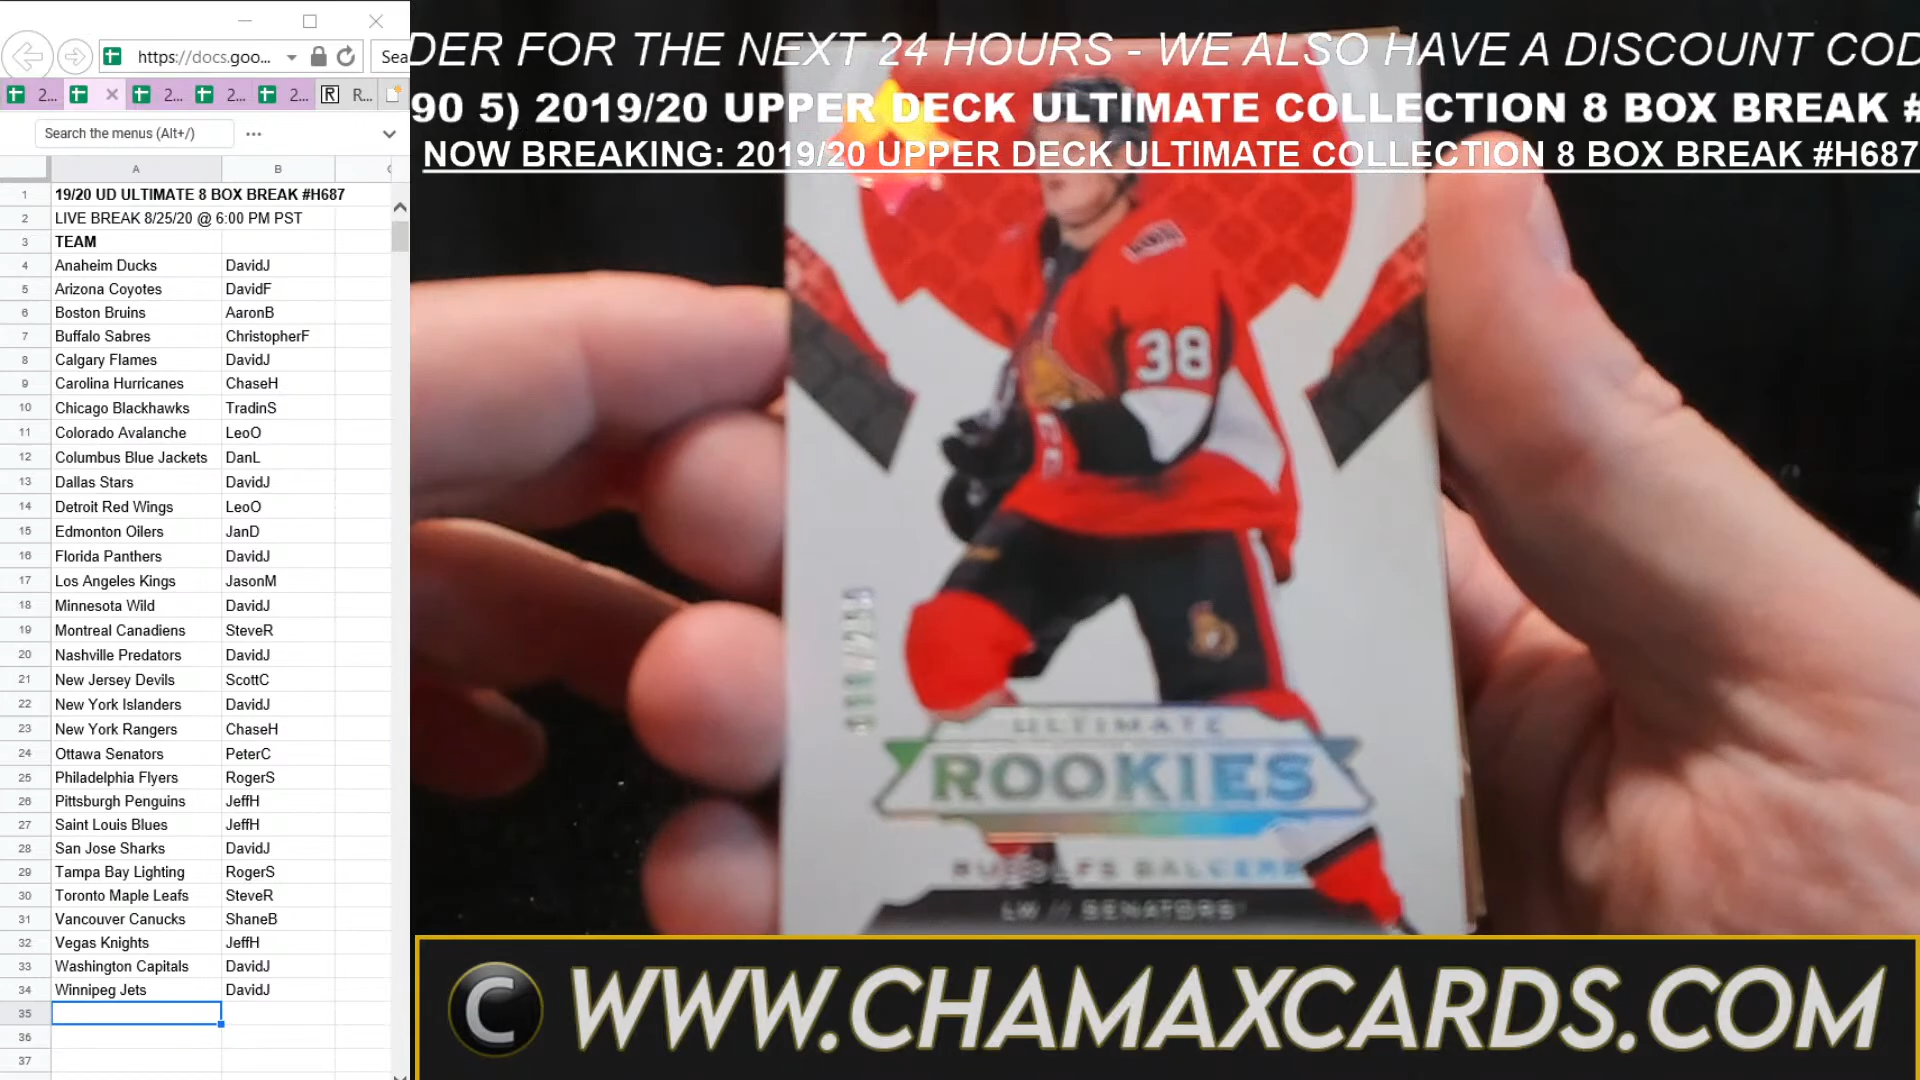 https://docs.goo...
Sea
2...
2...
2...
2...
R
R...
Search the menus (Alt+/)
A B
1 19/20 UD ULTIMATE 8 BOX BREAK #H687
2 LIVE BREAK 8/25/20 @ 6:00 PM PST
3 TEAM
4 Anaheim Ducks DavidJ
5 Arizona Coyotes DavidF
6 Boston Bruins AaronB
7 Buffalo Sabres ChristopherF
8 Calgary Flames DavidJ
9 Carolina Hurricanes ChaseH
10 Chicago Blackhawks TradinS
11 Colorado Avalanche LeoO
12 Columbus Blue Jackets DanL
13 Dallas Stars DavidJ
14 Detroit Red Wings LeoO
15 Edmonton Oilers JanD
16 Florida Panthers DavidJ
17 Los Angeles Kings JasonM
18 Minnesota Wild DavidJ
19 Montreal Canadiens SteveR
20 Nashville Predators DavidJ
21 New Jersey Devils ScottC
22 New York Islanders DavidJ
23 New York Rangers ChaseH
24 Ottawa Senators PeterC
25 Philadelphia Flyers RogerS
26 Pittsburgh Penguins JeffH
27 Saint Louis Blues JeffH
28 San Jose Sharks DavidJ
29 Tampa Bay Lighting RogerS
30 Toronto Maple Leafs SteveR
31 Vancouver Canucks ShaneB
32 Vegas Knights JeffH
33 Washington Capitals DavidJ
34 Winnipeg Jets DavidJ
35
36
37
DER FOR THE NEXT 24 HOURS - WE ALSO HAVE A DISCOUNT COD
90 5) 2019/20 UPPER DECK ULTIMATE COLLECTION 8 BOX BREAK #
NOW BREAKING: 2019/20 UPPER DECK ULTIMATE COLLECTION 8 BOX BREAK #H687
38
ULTIMATE
ROOKIES
RUDOLFS BALCERS
LW // SENATORS
C WWW.CHAMAXCARDS.COM